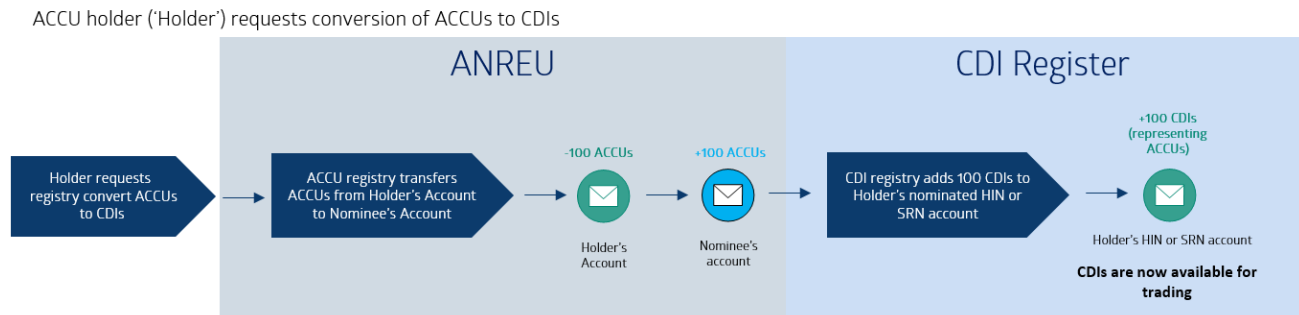 ACCU holder (‘Holder’) requests conversion of ACCUs to CDIs
ANREU
CDI Register
Holder requests
registry convert ACCUs
to CDIs
ACCU registry transfers
ACCUs from Holder’s Account
to Nominee’s Account
-100 ACCUs
Holder’s
Account
+100 ACCUs
Nominee’s
account
CDI registry adds 100 CDIs to
Holder’s nominated HIN or
SRN account
+100 CDIs
(representing
ACCUs)
Holder’s HIN or SRN account
CDIs are now available for
trading